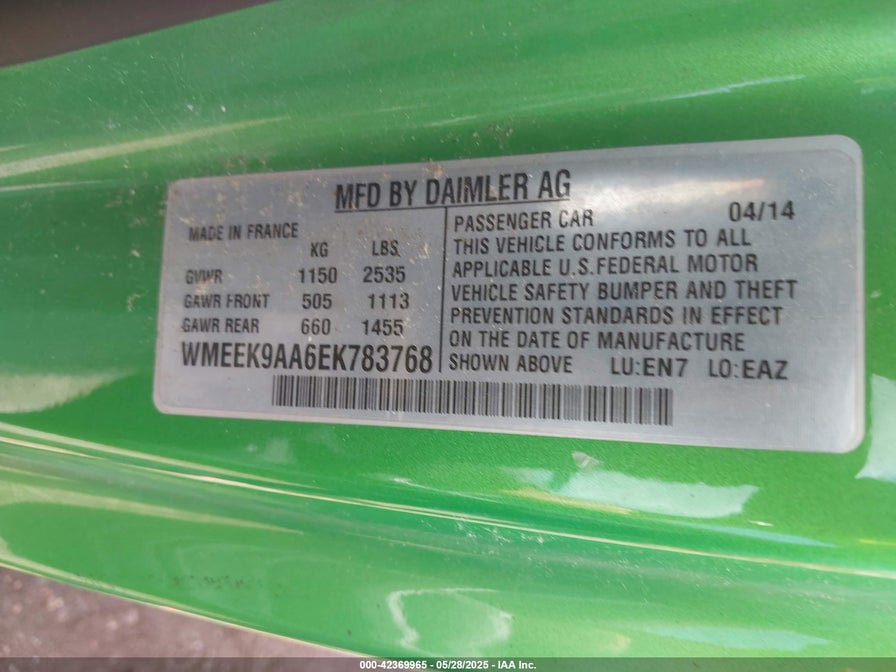 MFD BY DAIMLER AG
MADE IN FRANCE
KG LBS
GVWR 1150 2535
GAWR FRONT 505 1113
GAWR REAR 660 1455
WMEEK9AA6EK783768
PASSENGER CAR 04/14
THIS VEHICLE CONFORMS TO ALL
APPLICABLE U.S.FEDERAL MOTOR
VEHICLE SAFETY BUMPER AND THEFT
PREVENTION STANDARDS IN EFFECT
ON THE DATE OF MANUFACTURE
SHOWN ABOVE LU:EN7 LO:EAZ
000-42369965 - 05/28/2025 - IAA Inc.